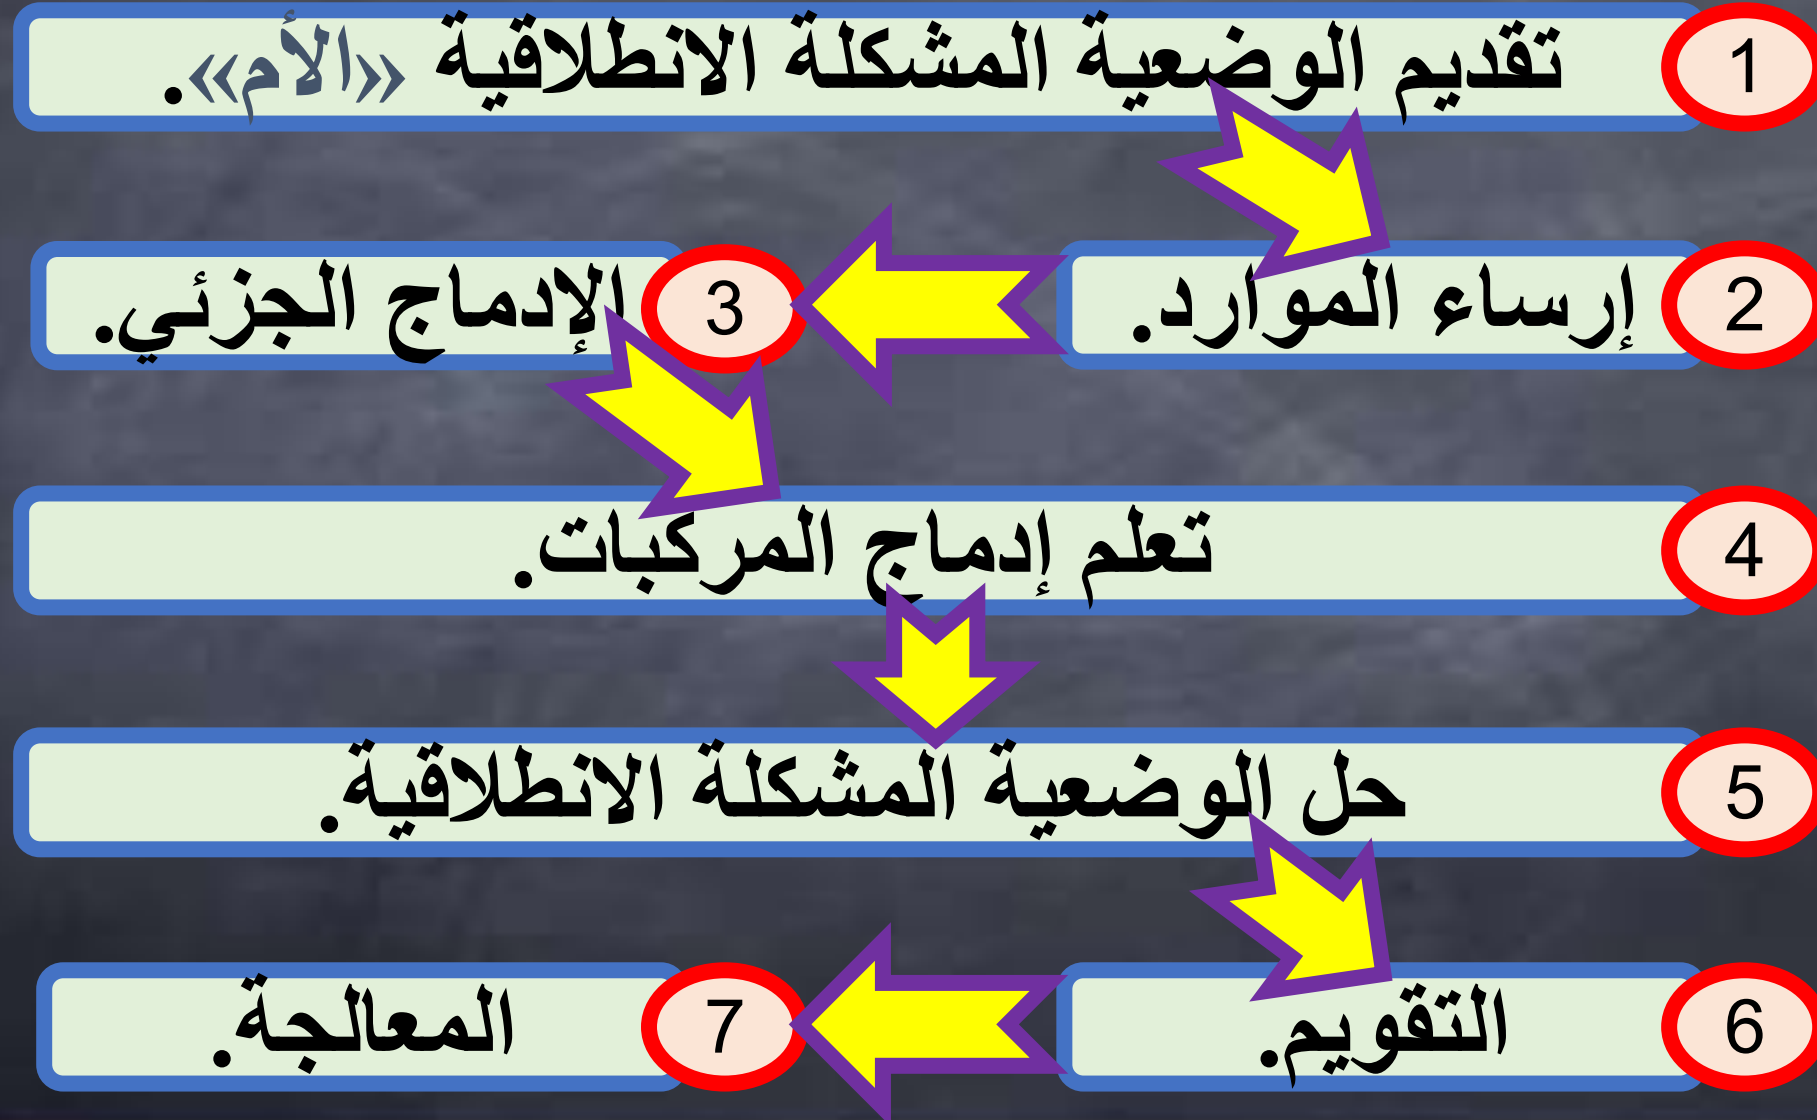 1 تقديم الوضعية المشكلة الانطلاقية «الأم».
2 إرساء الموارد.
3 الإدماج الجزئي.
4 تعلم إدماج المركبات.
5 حل الوضعية المشكلة الانطلاقية.
6 التقويم.
7 المعالجة.